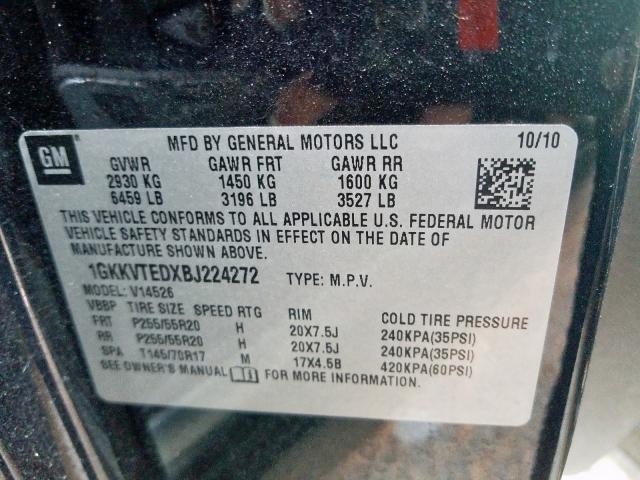 GM
MFD BY GENERAL MOTORS LLC 10/10
GVWR GAWR FRT GAWR RR
2930 KG 1450 KG 1600 KG
6459 LB 3196 LB 3527 LB
THIS VEHICLE CONFORMS TO ALL APPLICABLE U.S. FEDERAL MOTOR
VEHICLE SAFETY STANDARDS IN EFFECT ON THE DATE OF
MANUFACTURE SHOWN ABOVE.
1GKKVTEDXBJ224272 TYPE: M.P.V.
MODEL: V14526
VBBP TIRE SIZE SPEED RTG RIM COLD TIRE PRESSURE
FRT P255/55R20 H 20X7.5J 240KPA(35PSI)
RR P255/55R20 H 20X7.5J 240KPA(35PSI)
SPA T145/70R17 M 17X4.5B 420KPA(60PSI)
SEE OWNER'S MANUAL FOR MORE INFORMATION.